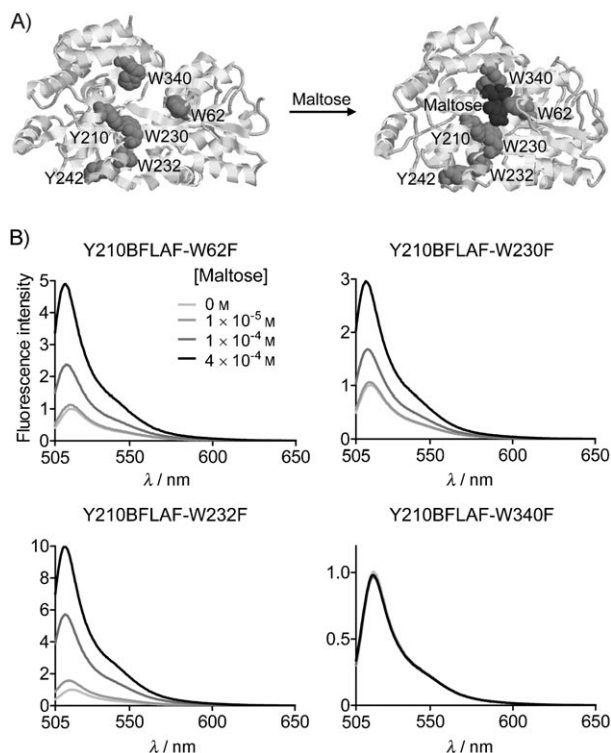 A)
W340
W62
Y210
W230
W232
Y242
Maltose
W340
Maltose
W62
Y210
W230
Y242
W232
B)
Y210BFLAF-W62F
Fluorescence intensity
5
4
3
2
1
0
[Maltose]
0 M
1 × 10⁻⁵ M
1 × 10⁻⁴ M
4 × 10⁻⁴ M
505 550 600 650
λ / nm
Y210BFLAF-W230F
3
2
1
0
505 550 600 650
λ / nm
Y210BFLAF-W232F
10
8
6
4
2
0
505 550 600 650
λ / nm
Y210BFLAF-W340F
1.0
0.5
0
505 550 600 650
λ / nm